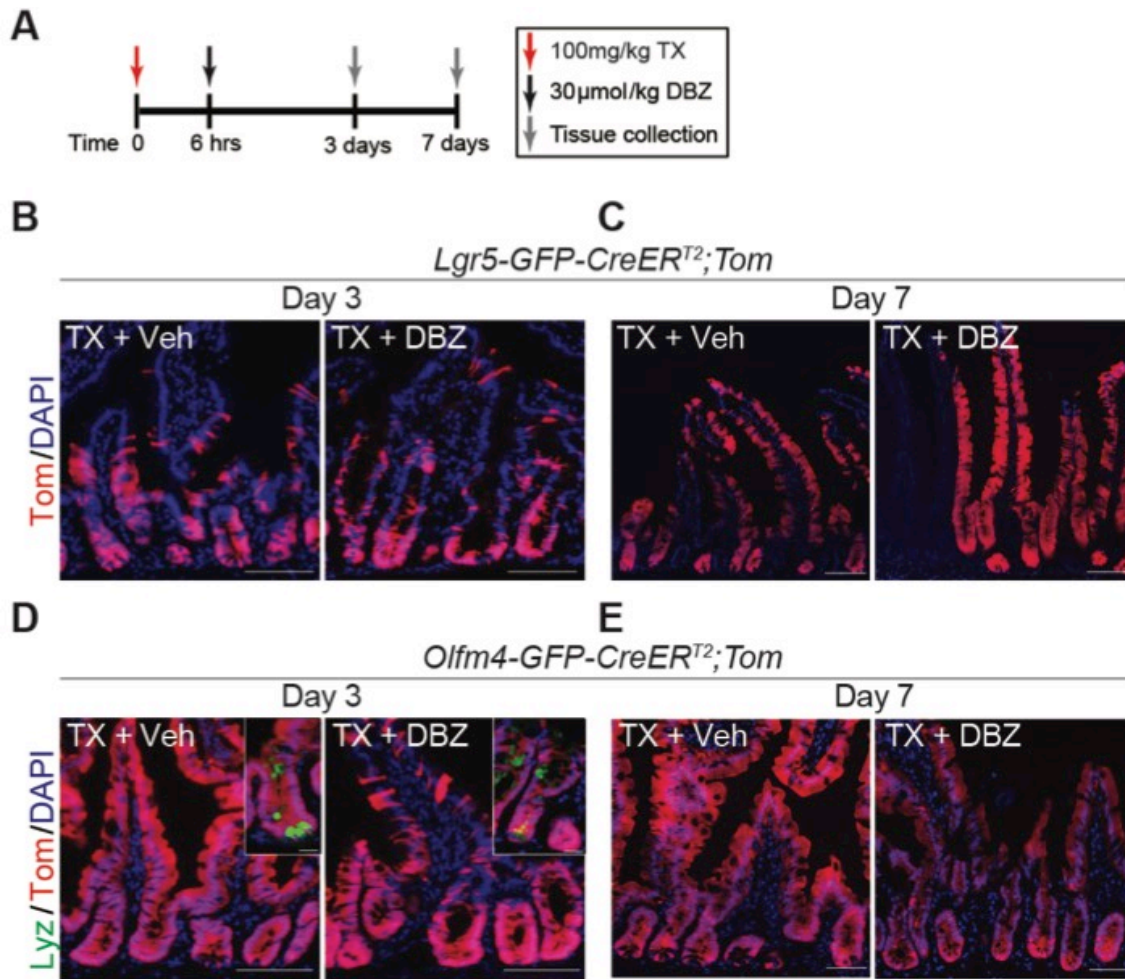 A
100mg/kg TX
30µmol/kg DBZ
Tissue collection
Time 0 6 hrs 3 days 7 days
B C
Lgr5-GFP-CreERT2;Tom
Day 3 Day 7
TX + Veh TX + DBZ TX + Veh TX + DBZ
Tom/DAPI
D E
Olfm4-GFP-CreERT2;Tom
Day 3 Day 7
TX + Veh TX + DBZ TX + Veh TX + DBZ
Lyz/Tom/DAPI